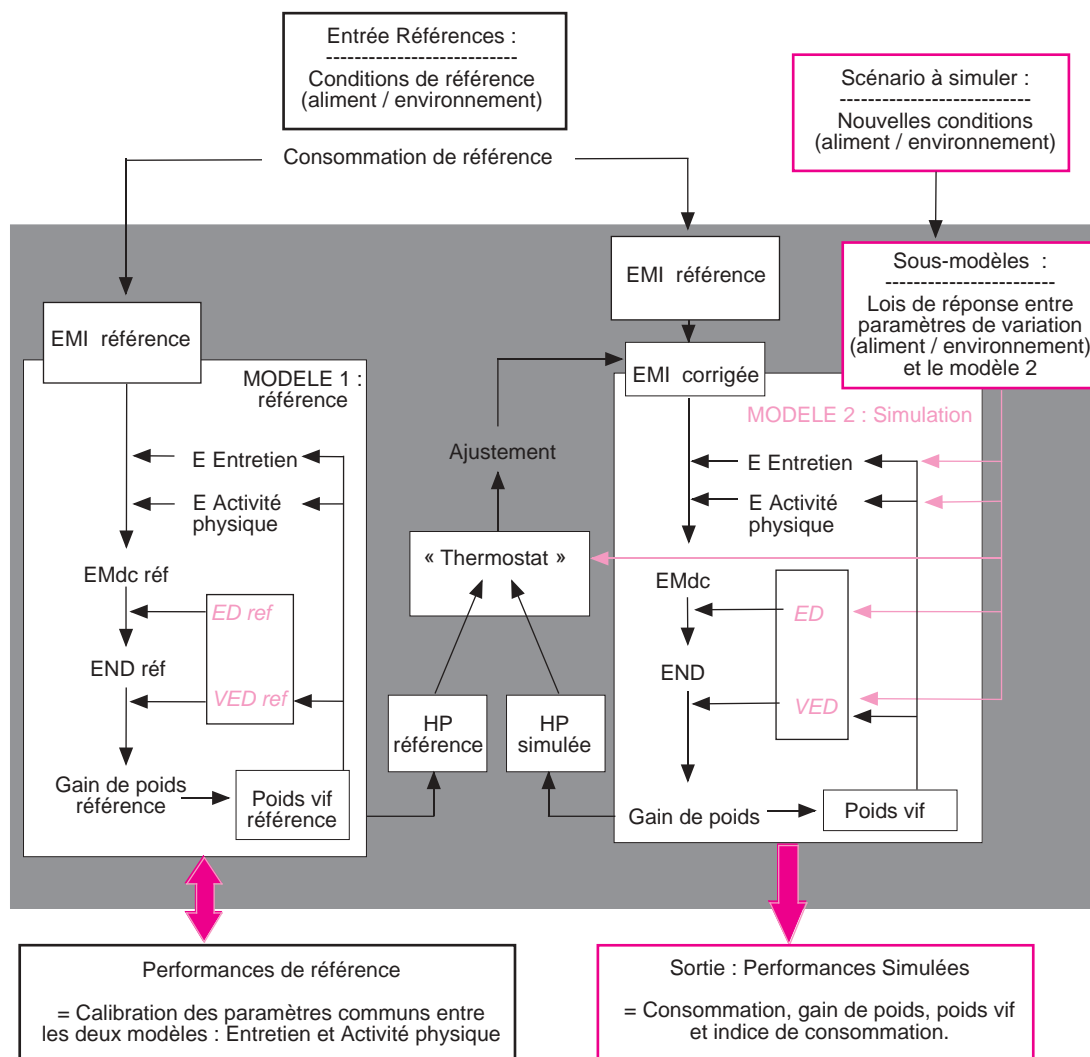 Entrée Références :
-----------------------------
Conditions de référence
(aliment / environnement)
Scénario à simuler :
----------------------------
Nouvelles conditions
(aliment / environnement)
Consommation de référence
EMI référence
EMI référence
Sous-modèles :
-------------------------
Lois de réponse entre
paramètres de variation
(aliment / environnement)
et le modèle 2
MODELE 1 :
référence
EMI corrigée
MODELE 2 : Simulation
E Entretien
E Activité
physique
Ajustement
E Entretien
E Activité
physique
« Thermostat »
EMdc réf
ED ref
END réf
VED ref
EMdc
ED
END
VED
HP
référence
HP
simulée
Gain de poids
référence
Poids vif
référence
Gain de poids
Poids vif
Performances de référence
= Calibration des paramètres communs entre
les deux modèles : Entretien et Activité physique
Sortie : Performances Simulées
= Consommation, gain de poids, poids vif
et indice de consommation.